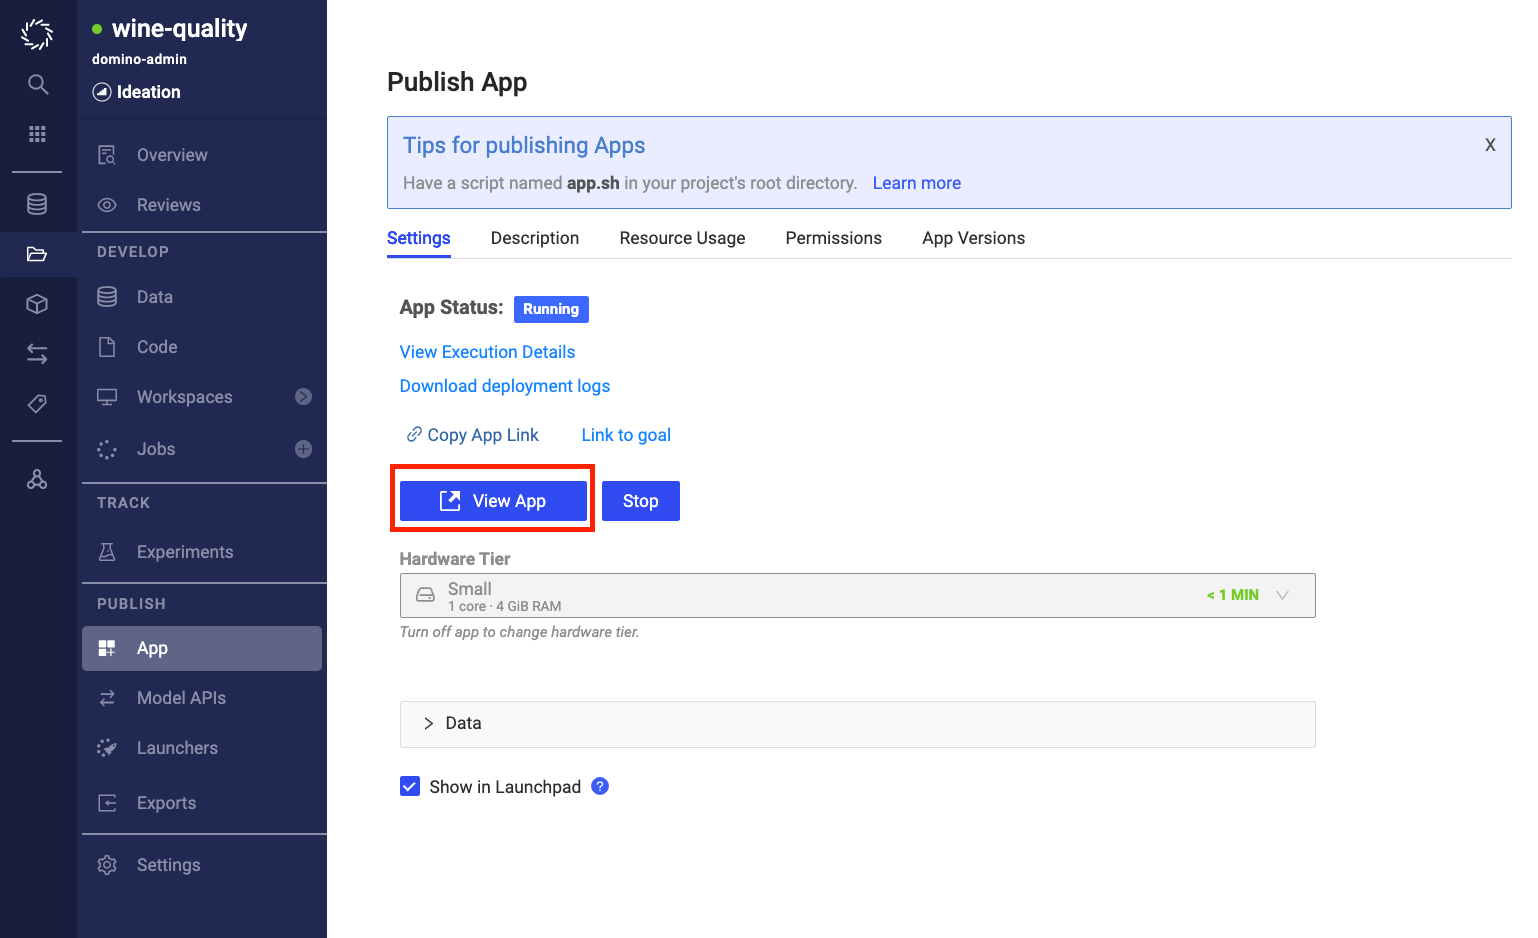 wine-quality
domino-admin
Ideation
Overview
Reviews
DEVELOP
Data
Code
Workspaces
Jobs
TRACK
Experiments
PUBLISH
App
Model APIs
Launchers
Exports
Settings
Publish App
Tips for publishing Apps
X
Have a script named app.sh in your project's root directory. Learn more
Settings Description Resource Usage Permissions App Versions
App Status: Running
View Execution Details
Download deployment logs
Copy App Link Link to goal
View App Stop
Hardware Tier
Small
1 core · 4 GiB RAM
< 1 MIN
Turn off app to change hardware tier.
Data
Show in Launchpad ?